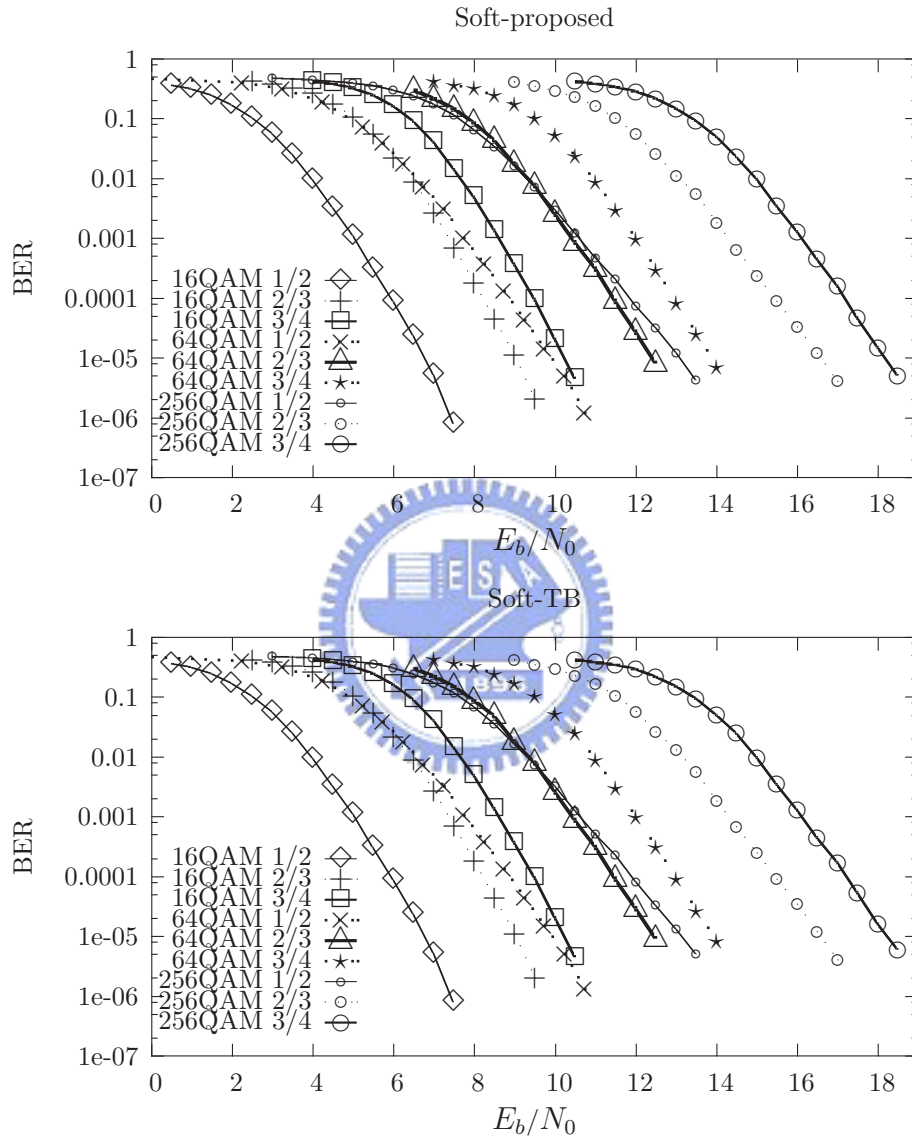 Soft-proposed
1
0.1
0.01
0.001
0.0001
1e-05
1e-06
1e-07
BER
16QAM 1/2
16QAM 2/3
16QAM 3/4
64QAM 1/2
64QAM 2/3
64QAM 3/4
256QAM 1/2
256QAM 2/3
256QAM 3/4
0 2 4 6 8 10 12 14 16 18
E_b/N_0
E S A
Soft-TB
1896
1
0.1
0.01
0.001
0.0001
1e-05
1e-06
1e-07
BER
16QAM 1/2
16QAM 2/3
16QAM 3/4
64QAM 1/2
64QAM 2/3
64QAM 3/4
256QAM 1/2
256QAM 2/3
256QAM 3/4
0 2 4 6 8 10 12 14 16 18
E_b/N_0